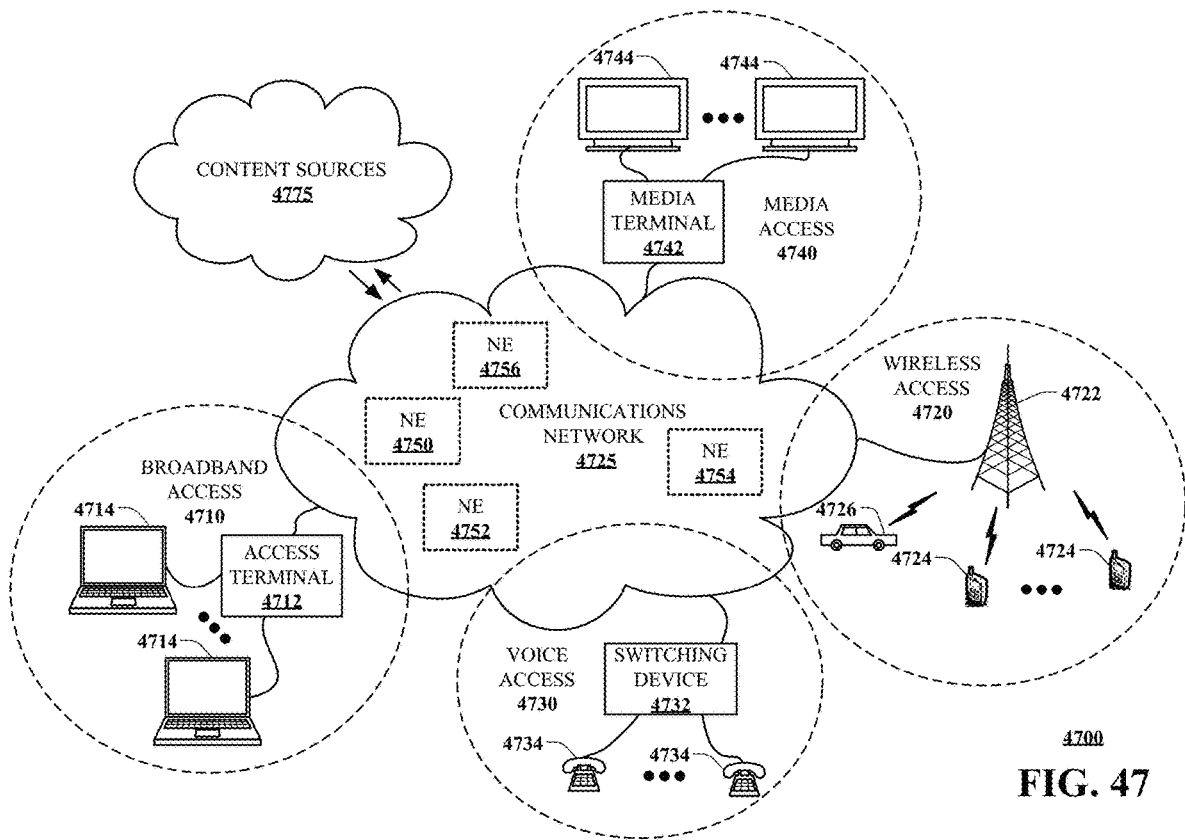 4744
4744
CONTENT SOURCES
4775
MEDIA
TERMINAL
4742
MEDIA
ACCESS
4740
NE
4756
COMMUNICATIONS
NETWORK
4725
NE
4750
NE
4754
NE
4752
WIRELESS
ACCESS
4720
4722
4726
4724
4724
BROADBAND
ACCESS
4710
4714
ACCESS
TERMINAL
4712
4714
VOICE
ACCESS
4730
SWITCHING
DEVICE
4732
4734
4734
4700
FIG. 47